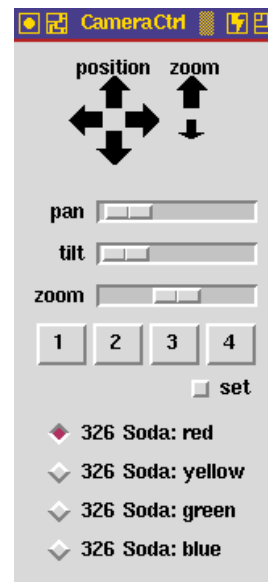 CameraCtrl
position zoom
pan
tilt
zoom
1 2 3 4
set
326 Soda: red
326 Soda: yellow
326 Soda: green
326 Soda: blue